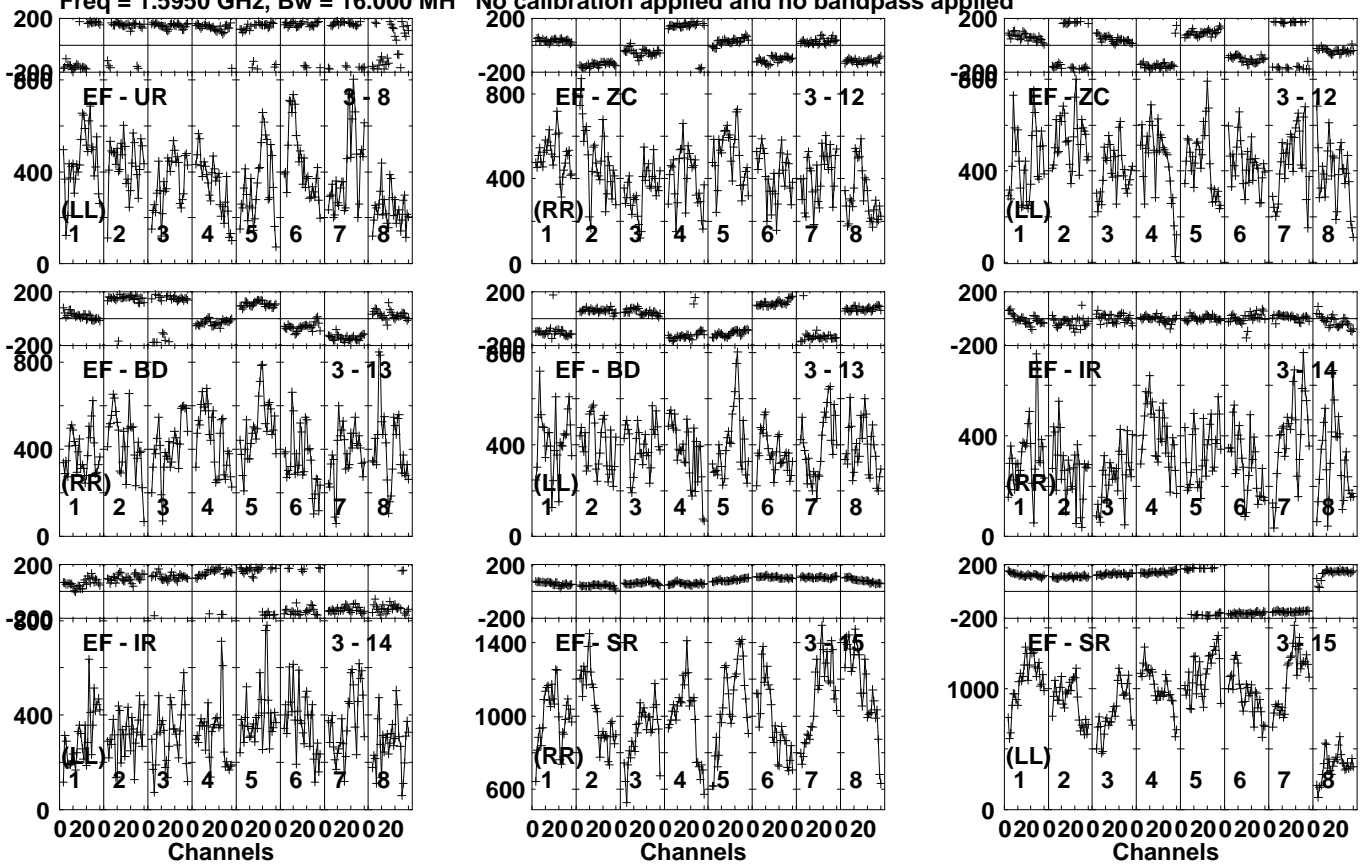 Freq = 1.5950 GHz, Bw = 16.000 MH No calibration applied and no bandpass applied
200 200 200
-200 -200 -200
800 800 800
EF - UR 3 - 8 EF - ZC 3 - 12 EF - ZC 3 - 12
400 400 400
(LL) (RR) (LL)
1 2 3 4 5 6 7 8 1 2 3 4 5 6 7 8 1 2 3 4 5 6 7 8
0 0 0
200 200 200
-200 -200 -200
800 800
EF - BD 3 - 13 EF - BD 3 - 13 EF - IR 3 - 14
400 400 400
(RR) (LL) (RR)
1 2 3 4 5 6 7 8 1 2 3 4 5 6 7 8 1 2 3 4 5 6 7 8
0 0 0
200 200 200
-200 -200 -200
800
EF - IR 3 - 14 EF - SR 3 - 15 EF - SR 3 - 15
1400
400 1000 1000
(LL) (RR) (LL)
1 2 3 4 5 6 7 8 1 2 3 4 5 6 7 8 1 2 3 4 5 6 7 8
0 600 0
0 20 0 20 0 20 0 20 0 20 0 20 0 20 0 20 0 20 0 20 0 20 0 20 0 20 0 20 0 20 0 20 0 20 0 20 0 20 0 20 0 20 0 20 0 20 0 20
Channels Channels Channels